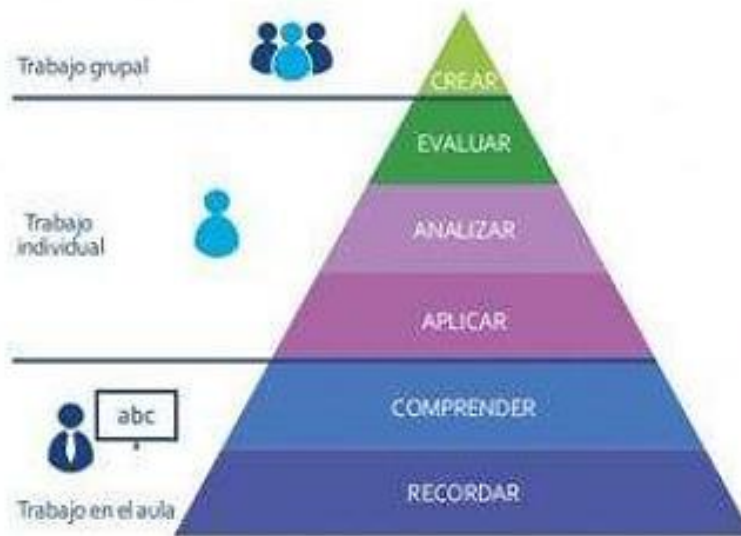 Trabajo grupal
CREAR
EVALUAR
Trabajo
individual
ANALIZAR
APLICAR
abc
COMPRENDER
Trabajo en el aula
RECORDAR